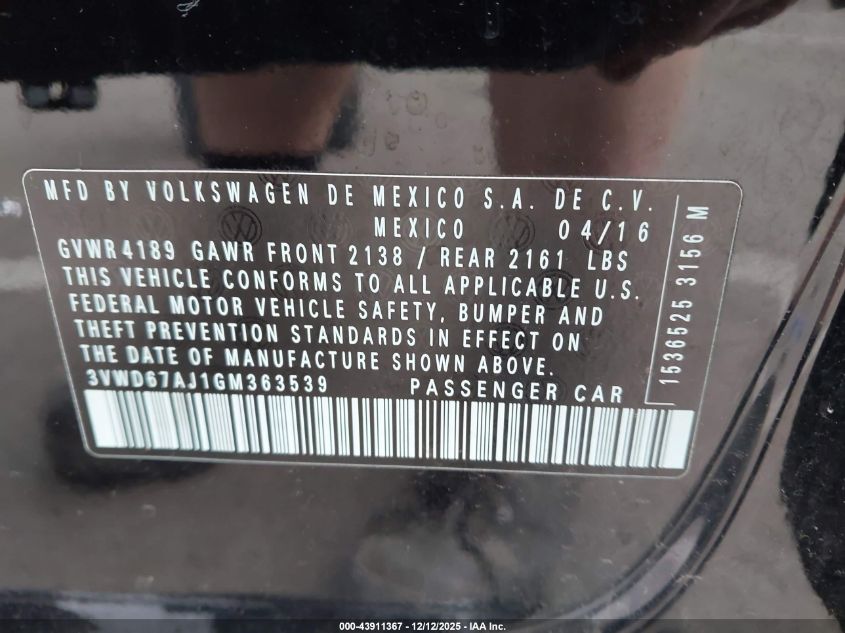 MFD BY VOLKSWAGEN DE MEXICO S.A. DE C.V.
MEXICO 04/16
GVWR 4189 GAWR FRONT 2138 / REAR 2161 LBS
THIS VEHICLE CONFORMS TO ALL APPLICABLE U.S.
FEDERAL MOTOR VEHICLE SAFETY, BUMPER AND
THEFT PREVENTION STANDARDS IN EFFECT ON
THE DATE OF MANUFACTURE SHOWN ABOVE.
3VWD67AJ1GM363539 PASSENGER CAR
1536525 3156 M
000-43911367 - 12/12/2025 - IAA Inc.